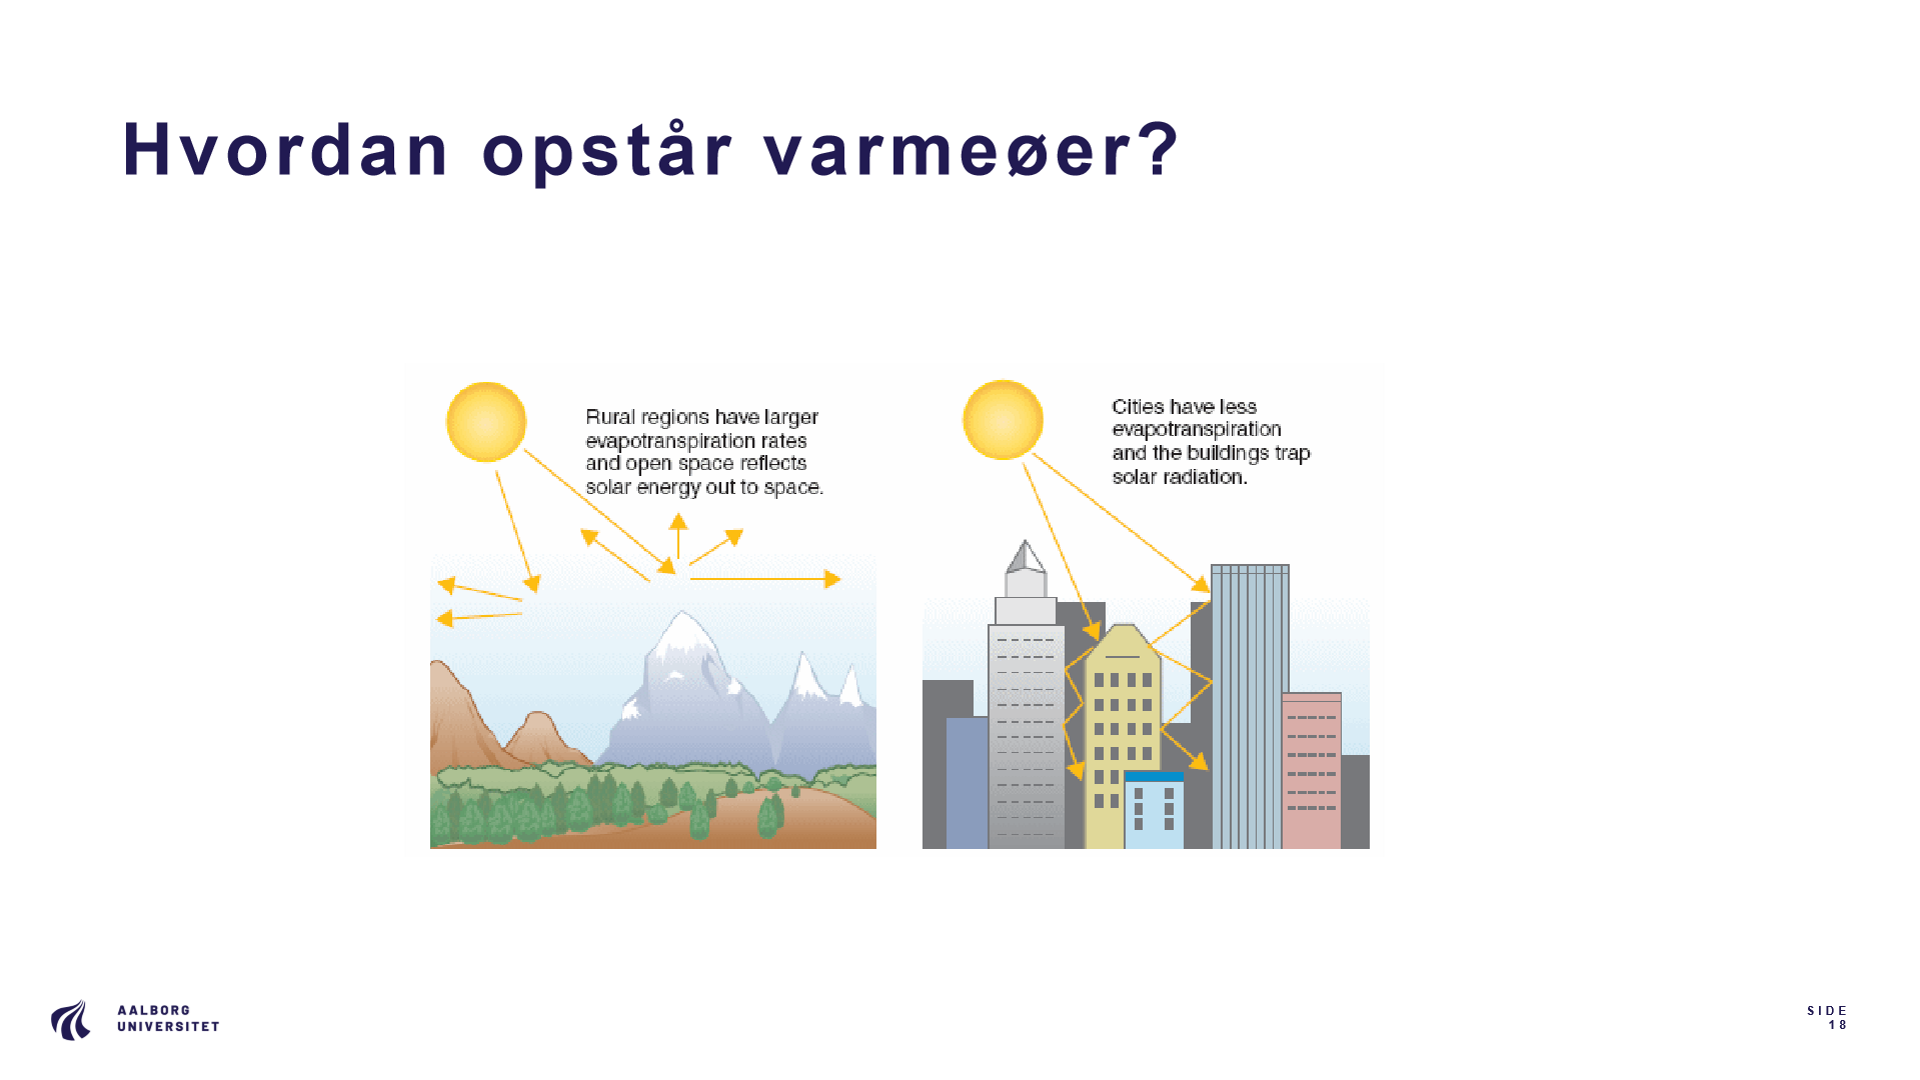 Hvordan opstår varmeøer?
Rural regions have larger
evapotranspiration rates
and open space reflects
solar energy out to space.
Cities have less
evapotranspiration
and the buildings trap
solar radiation.
AALBORG
UNIVERSITET
SIDE
18